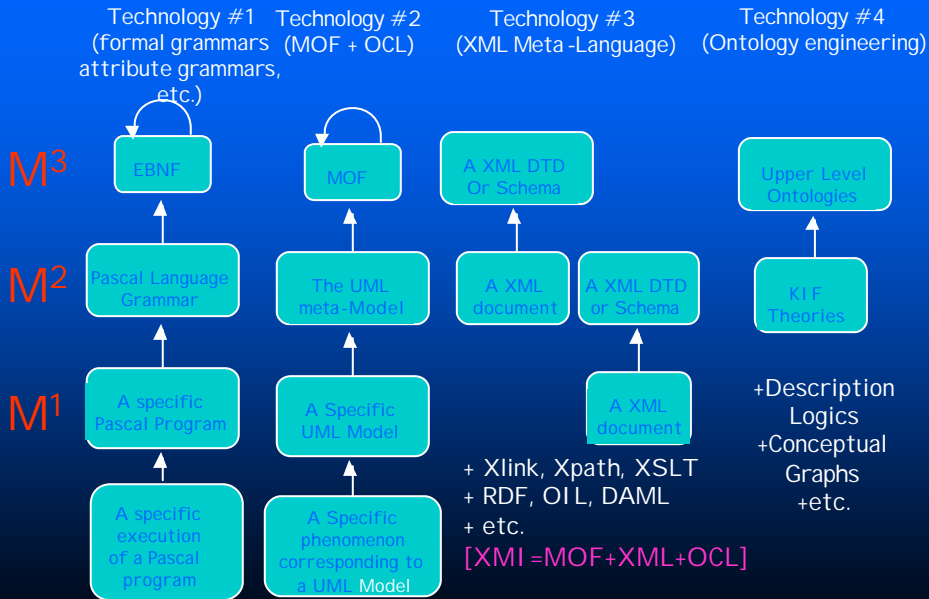 Technology #1
(formal grammars
attribute grammars,
etc.)
Technology #2
(MOF + OCL)
Technology #3
(XML Meta-Language)
Technology #4
(Ontology engineering)
M3
EBNF
MOF
A XML DTD
Or Schema
Upper Level
Ontologies
M2
Pascal Language
Grammar
The UML
meta-Model
A XML
document
A XML DTD
or Schema
KIF
Theories
M1
A specific
Pascal Program
A Specific
UML Model
A XML
document
+Description
Logics
+Conceptual
Graphs
+etc.
A specific
execution
of a Pascal
program
A Specific
phenomenon
corresponding to
a UML Model
+ Xlink, Xpath, XSLT
+ RDF, OIL, DAML
+ etc.
[XMI=MOF+XML+OCL]